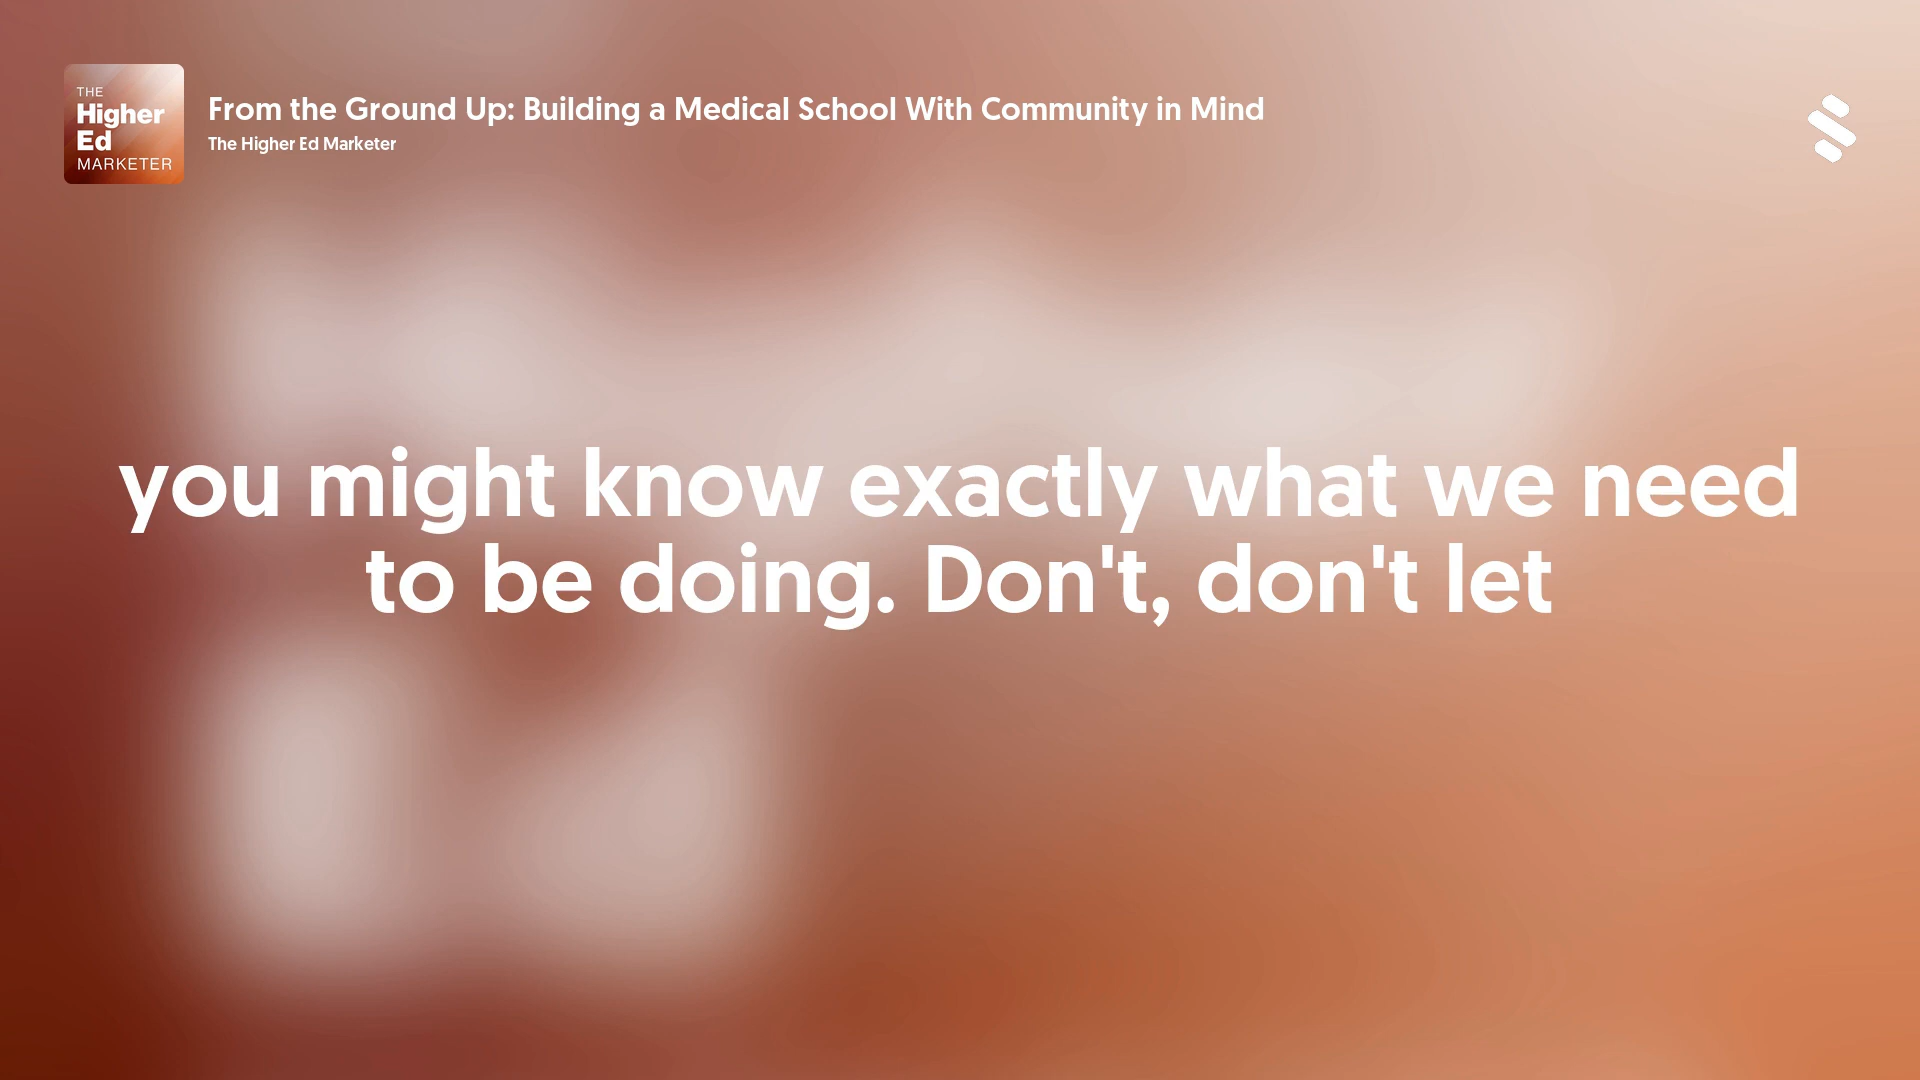 THE
Higher
Ed
MARKETER
From the Ground Up: Building a Medical School With Community in Mind
The Higher Ed Marketer
you might know exactly what we need
to be doing. Don't, don't let